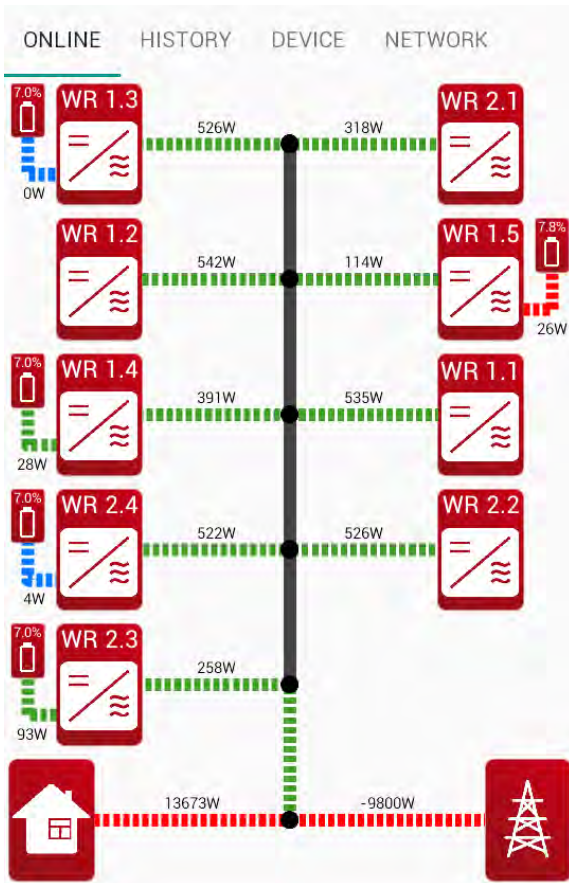 ONLINE HISTORY DEVICE NETWORK
7.0% WR 1.3 526W 318W WR 2.1
0W
WR 1.2 542W 114W WR 1.5 7.8%
26W
7.0% WR 1.4 391W 535W WR 1.1
28W
7.0% WR 2.4 522W 526W WR 2.2
4W
7.0% WR 2.3 258W
93W
13673W -9800W